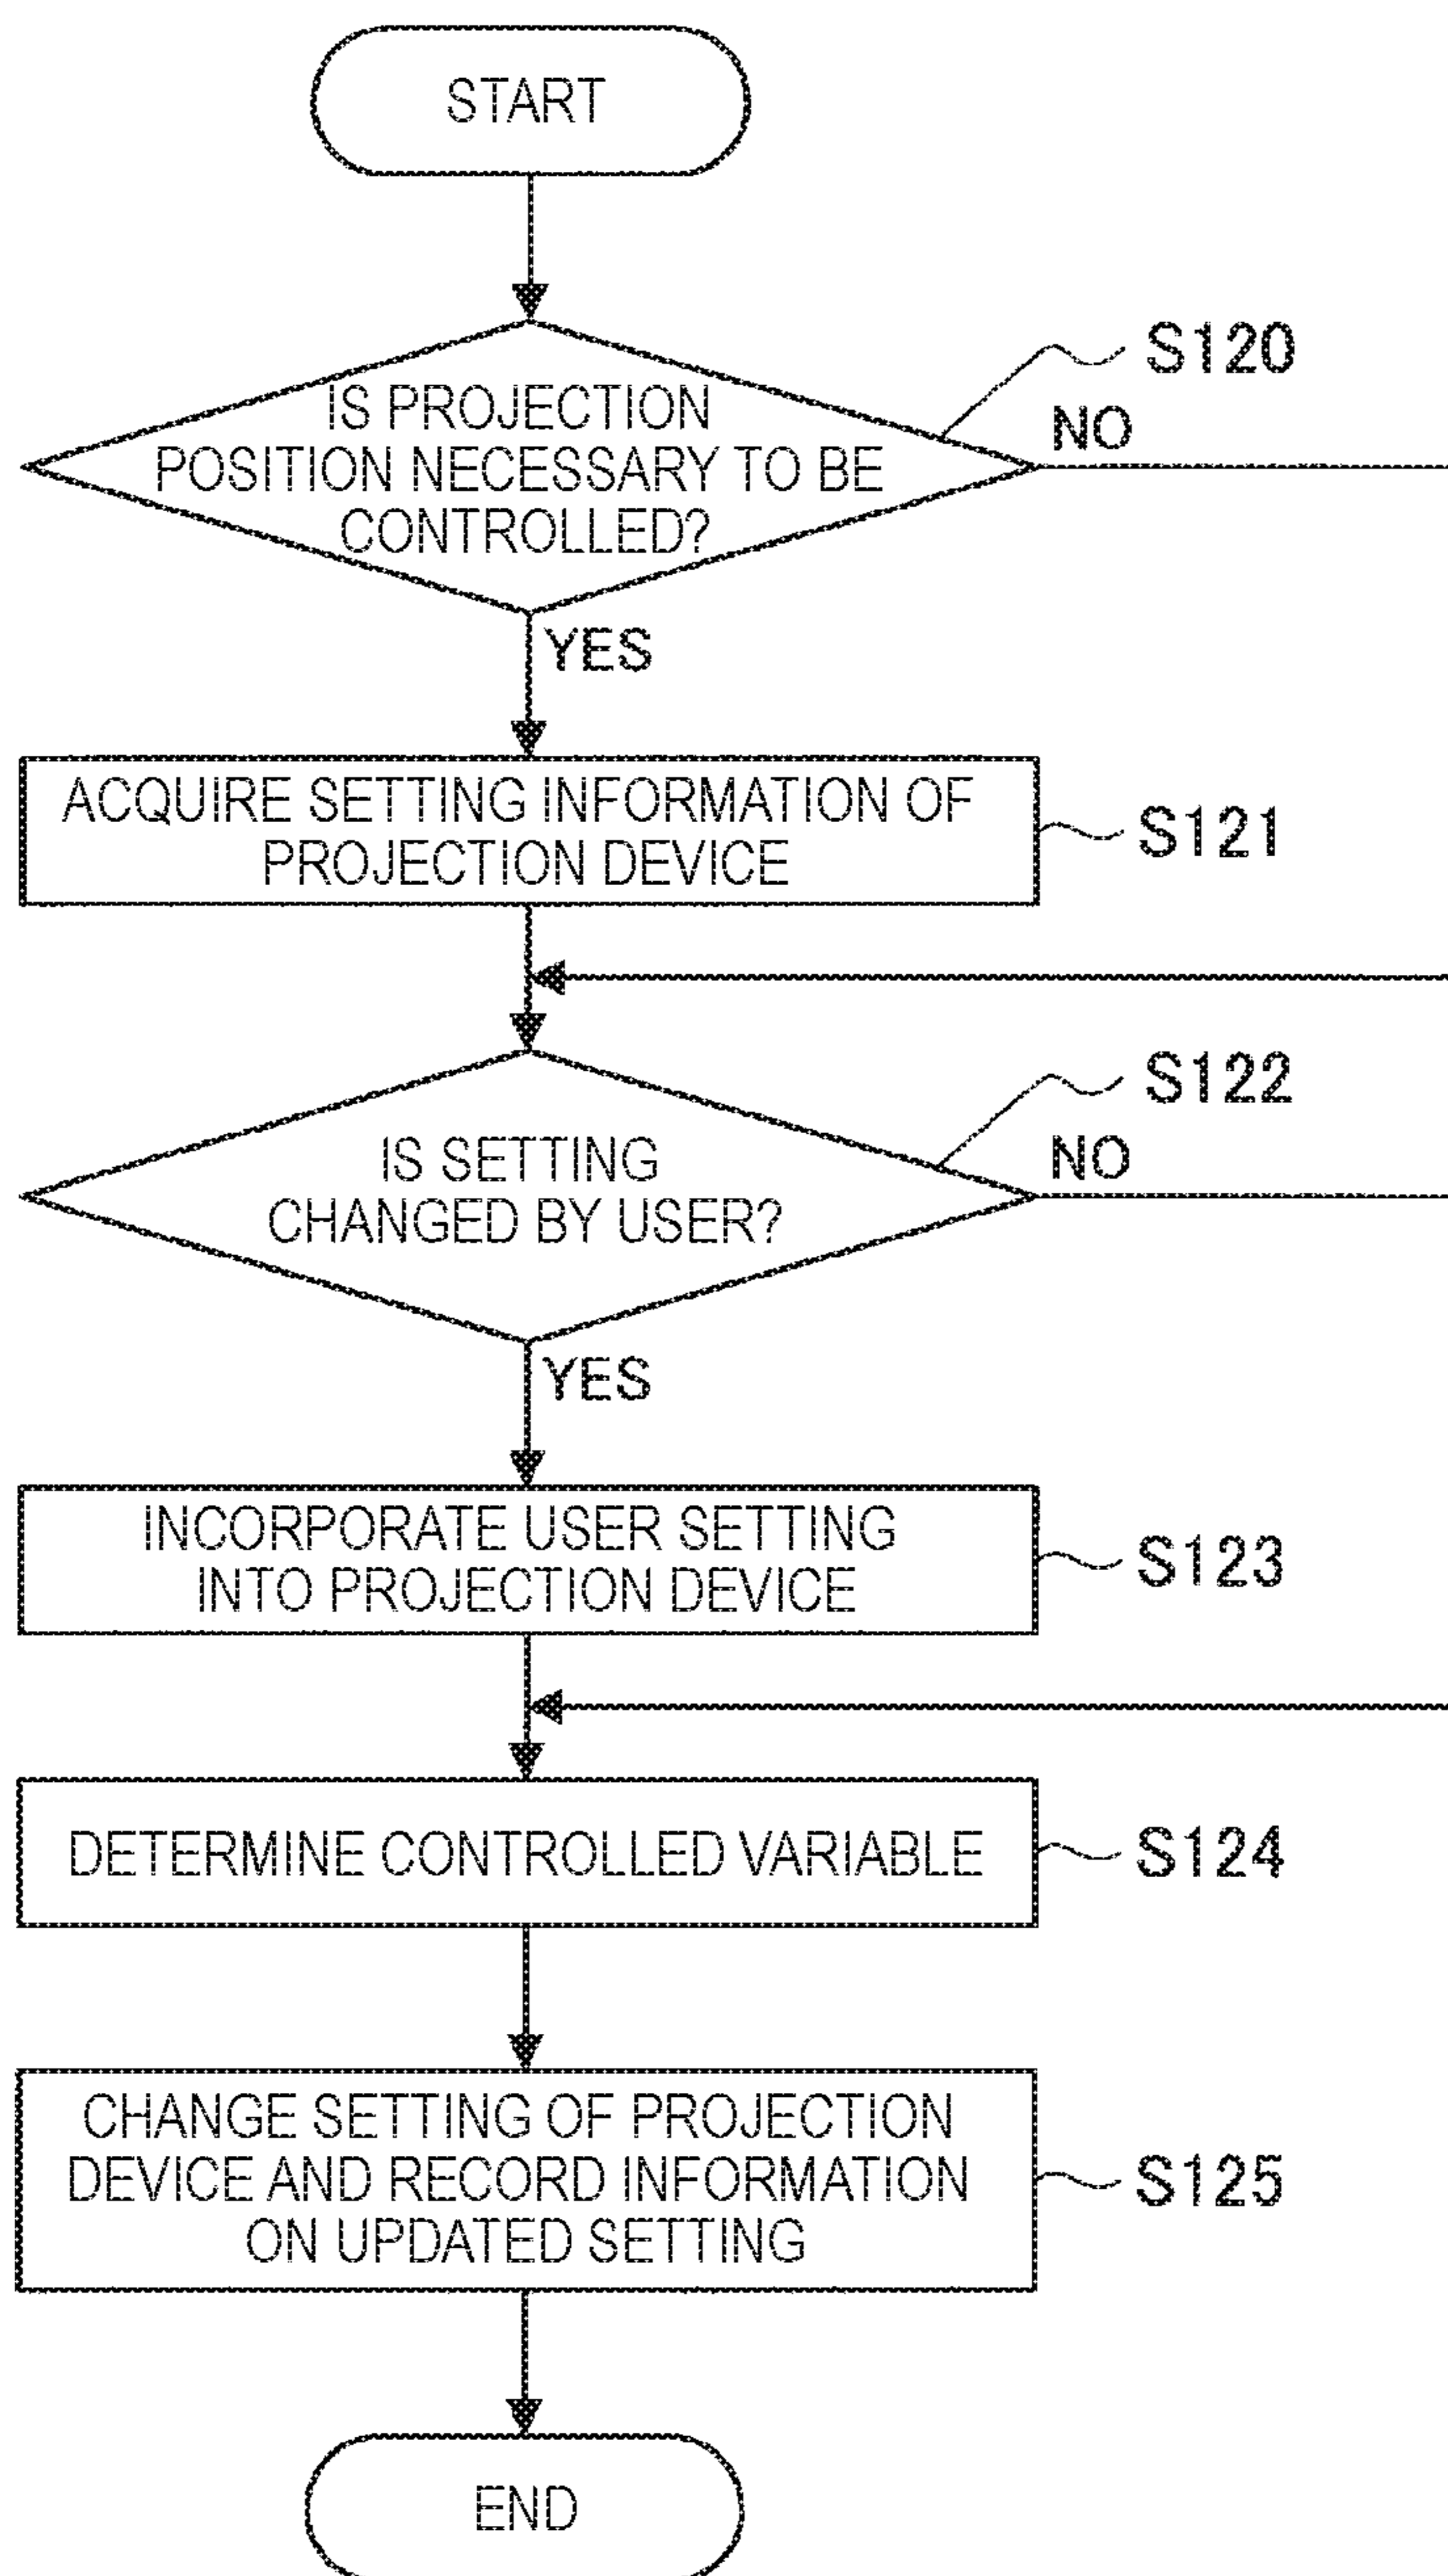 START
S120
NO
IS PROJECTION
POSITION NECESSARY TO BE
CONTROLLED?
YES
ACQUIRE SETTING INFORMATION OF
PROJECTION DEVICE
S121
S122
NO
IS SETTING
CHANGED BY USER?
YES
INCORPORATE USER SETTING
INTO PROJECTION DEVICE
S123
DETERMINE CONTROLLED VARIABLE
S124
CHANGE SETTING OF PROJECTION
DEVICE AND RECORD INFORMATION
ON UPDATED SETTING
S125
END